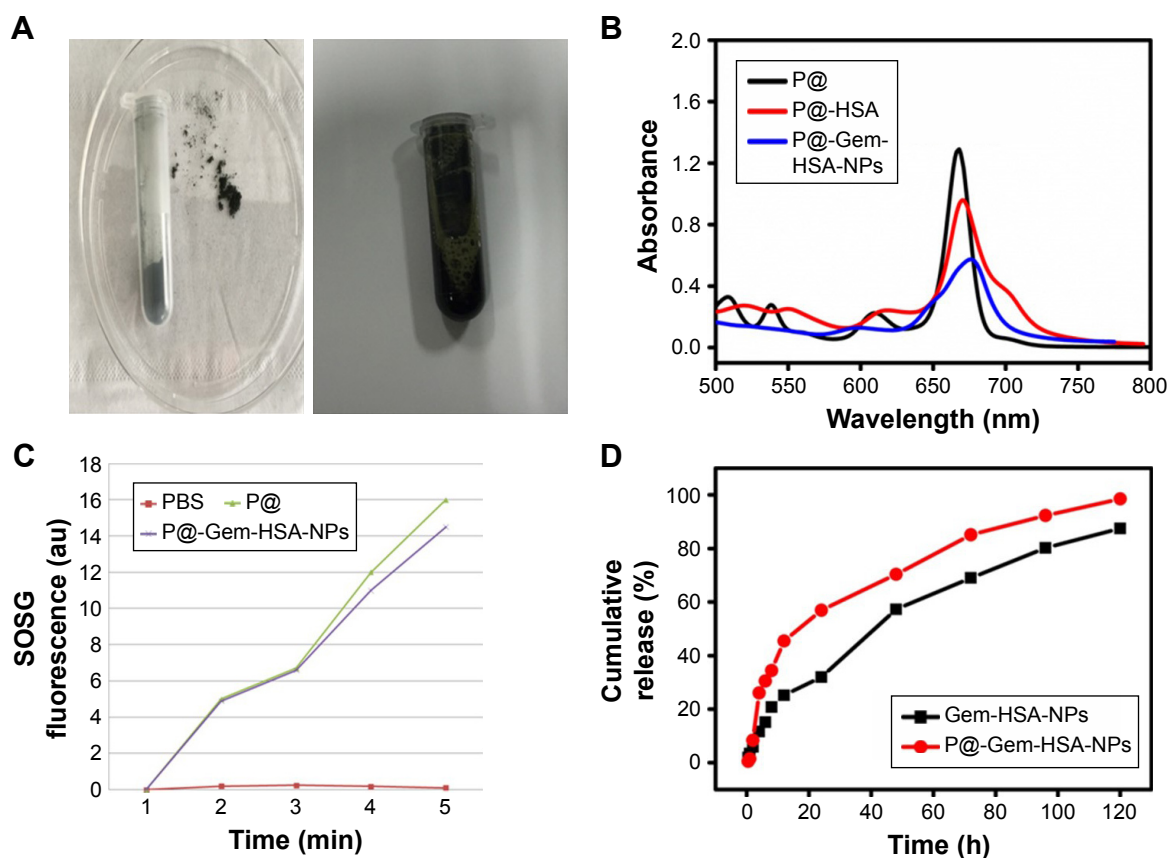 A
B
2.0
1.6
1.2
0.8
0.4
0.0
Absorbance
P@
P@-HSA
P@-Gem-
HSA-NPs
500 550 600 650 700 750 800
Wavelength (nm)
C
18
16
14
12
10
8
6
4
2
0
SOSG
fluorescence (au)
PBS P@
P@-Gem-HSA-NPs
1 2 3 4 5
Time (min)
D
100
80
60
40
20
0
Cumulative
release (%)
Gem-HSA-NPs
P@-Gem-HSA-NPs
0 20 40 60 80 100 120
Time (h)